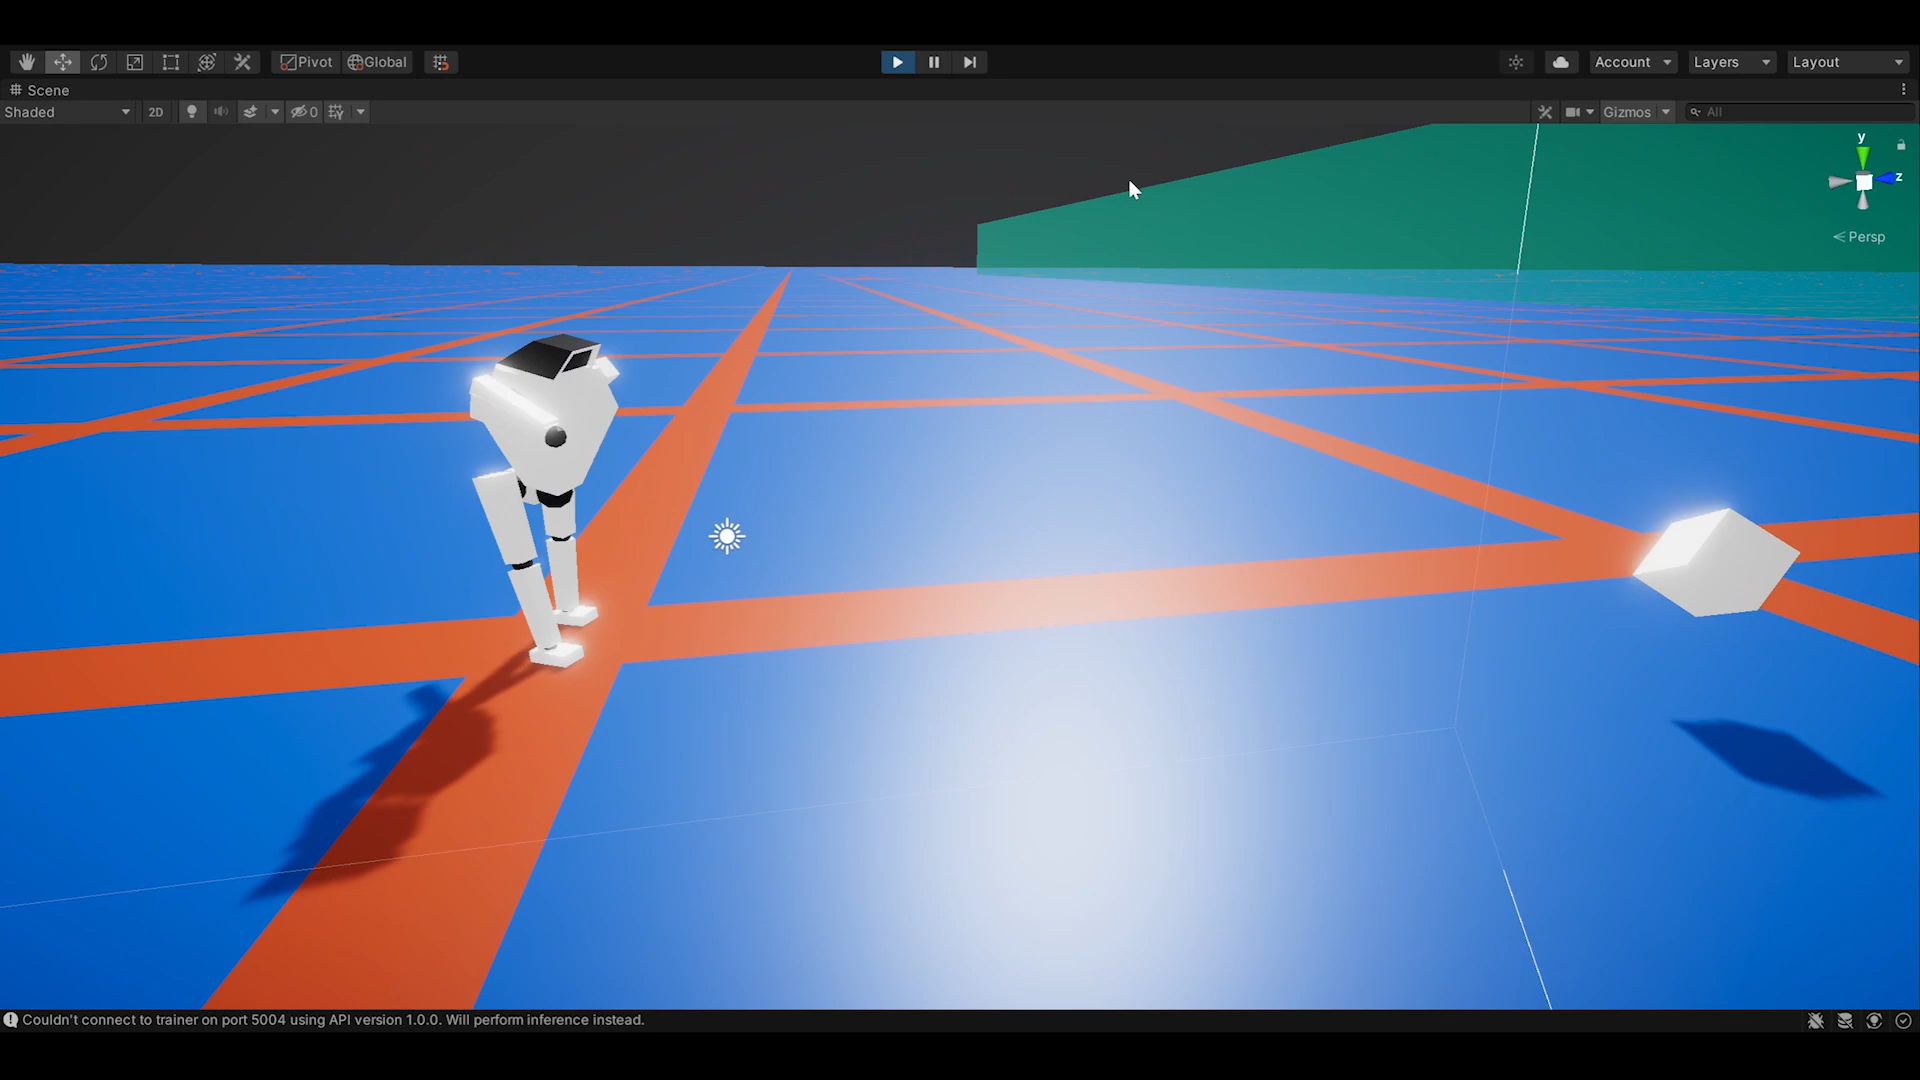 Pivot Global Account Layers Layout
Scene
Shaded 2D 0 Gizmos All
y
z
< Persp
Couldn't connect to trainer on port 5004 using API version 1.0.0. Will perform inference instead.